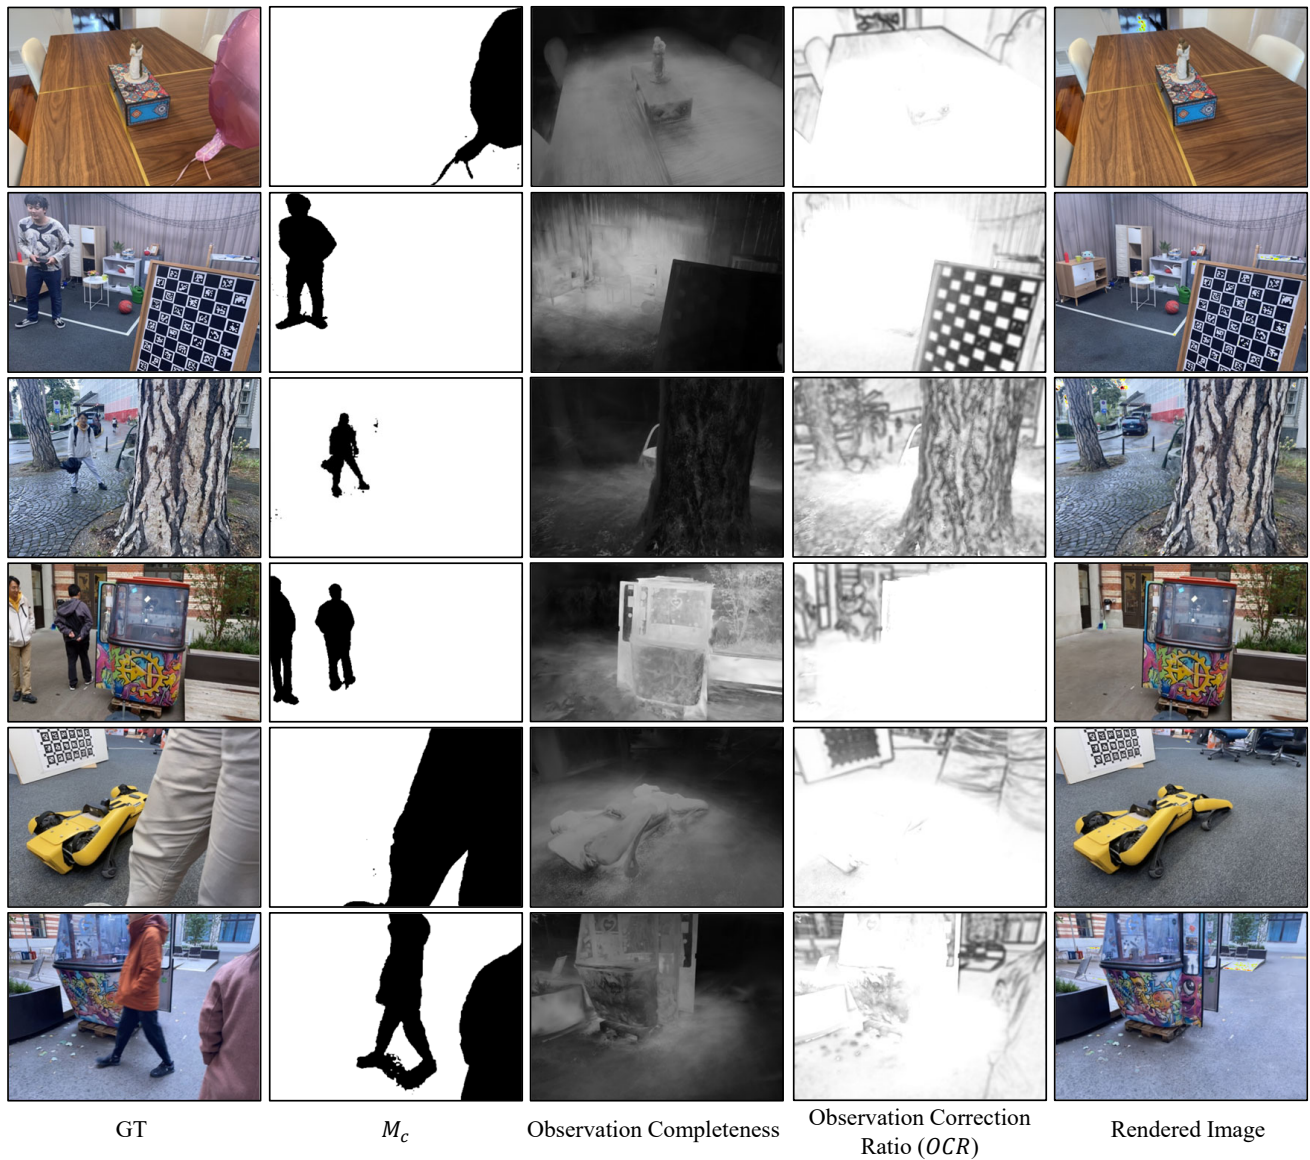 GT
M_c
Observation Completeness
Observation Correction
Ratio (OCR)
Rendered Image